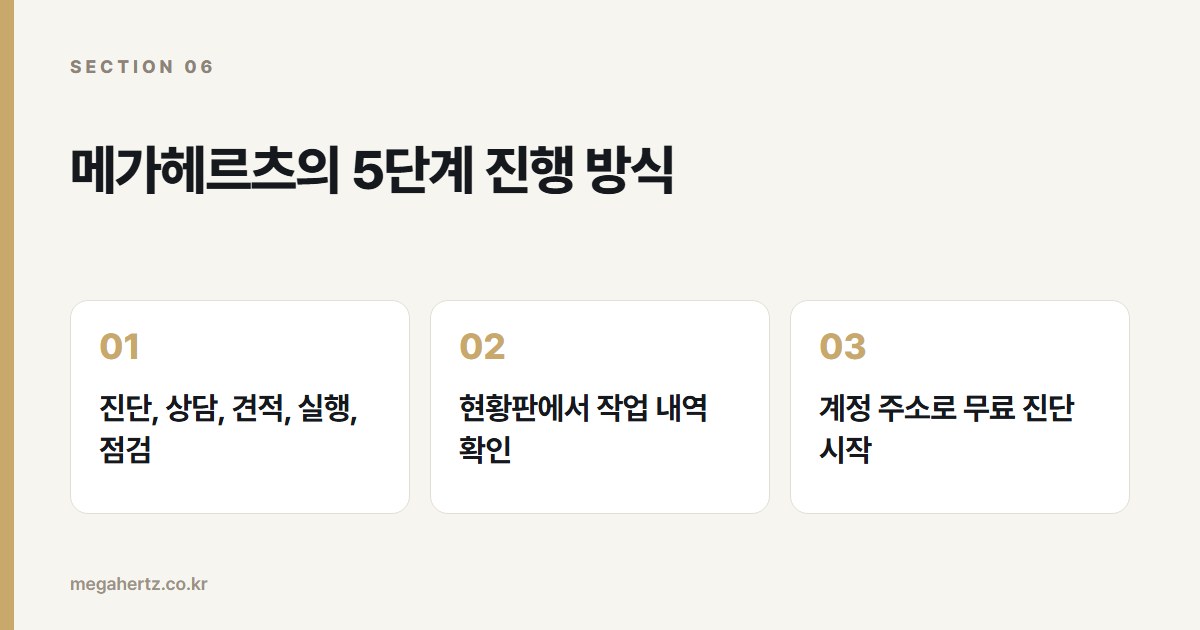 SECTION 06
메가헤르츠의 5단계 진행 방식
01
진단, 상담, 견적, 실행,
점검
02
현황판에서 작업 내역
확인
03
계정 주소로 무료 진단
시작
megahertz.co.kr